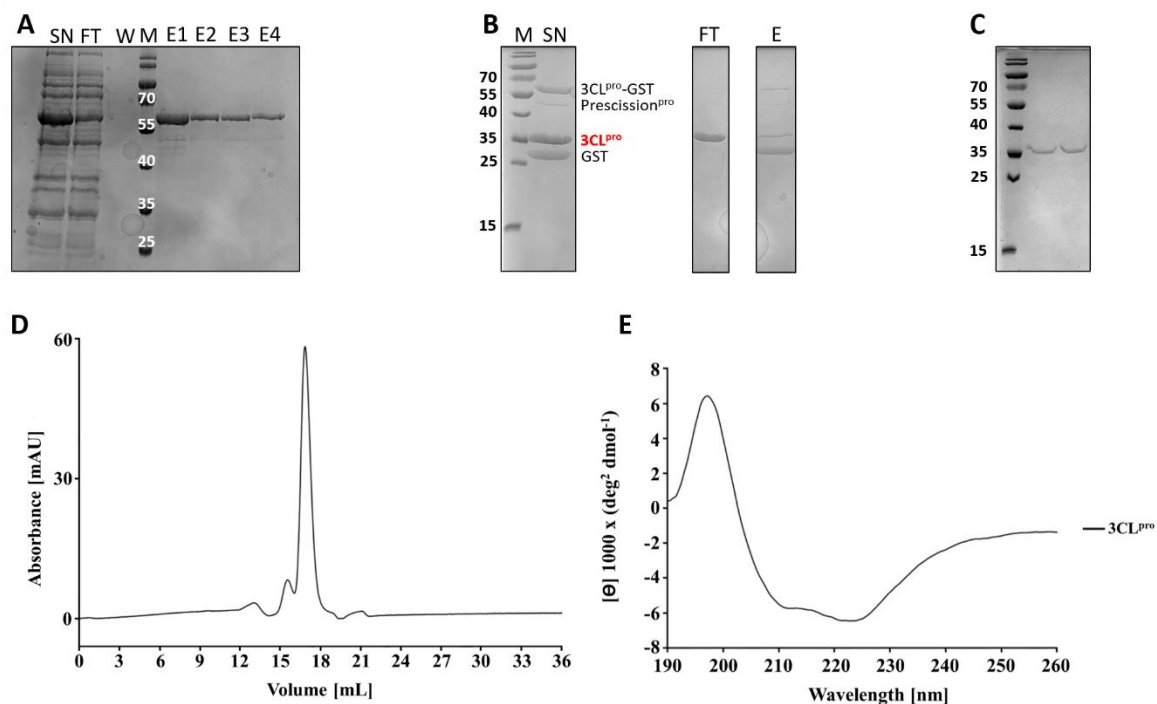 A
SN FT W M E1 E2 E3 E4
70
55
40
35
25
B
M SN FT E
70
55
40
35
25
15
3CLpro-GST
Prescissionpro
3CLpro
GST
C
70
55
40
35
25
15
D
Absorbance [mAU]
60
30
0
0 3 6 9 12 15 18 21 24 27 30 33 36
Volume [mL]
E
[Θ] 1000 x (deg2 dmol-1)
8
6
4
2
0
-2
-4
-6
-8
190 200 210 220 230 240 250 260
Wavelength [nm]
3CLpro